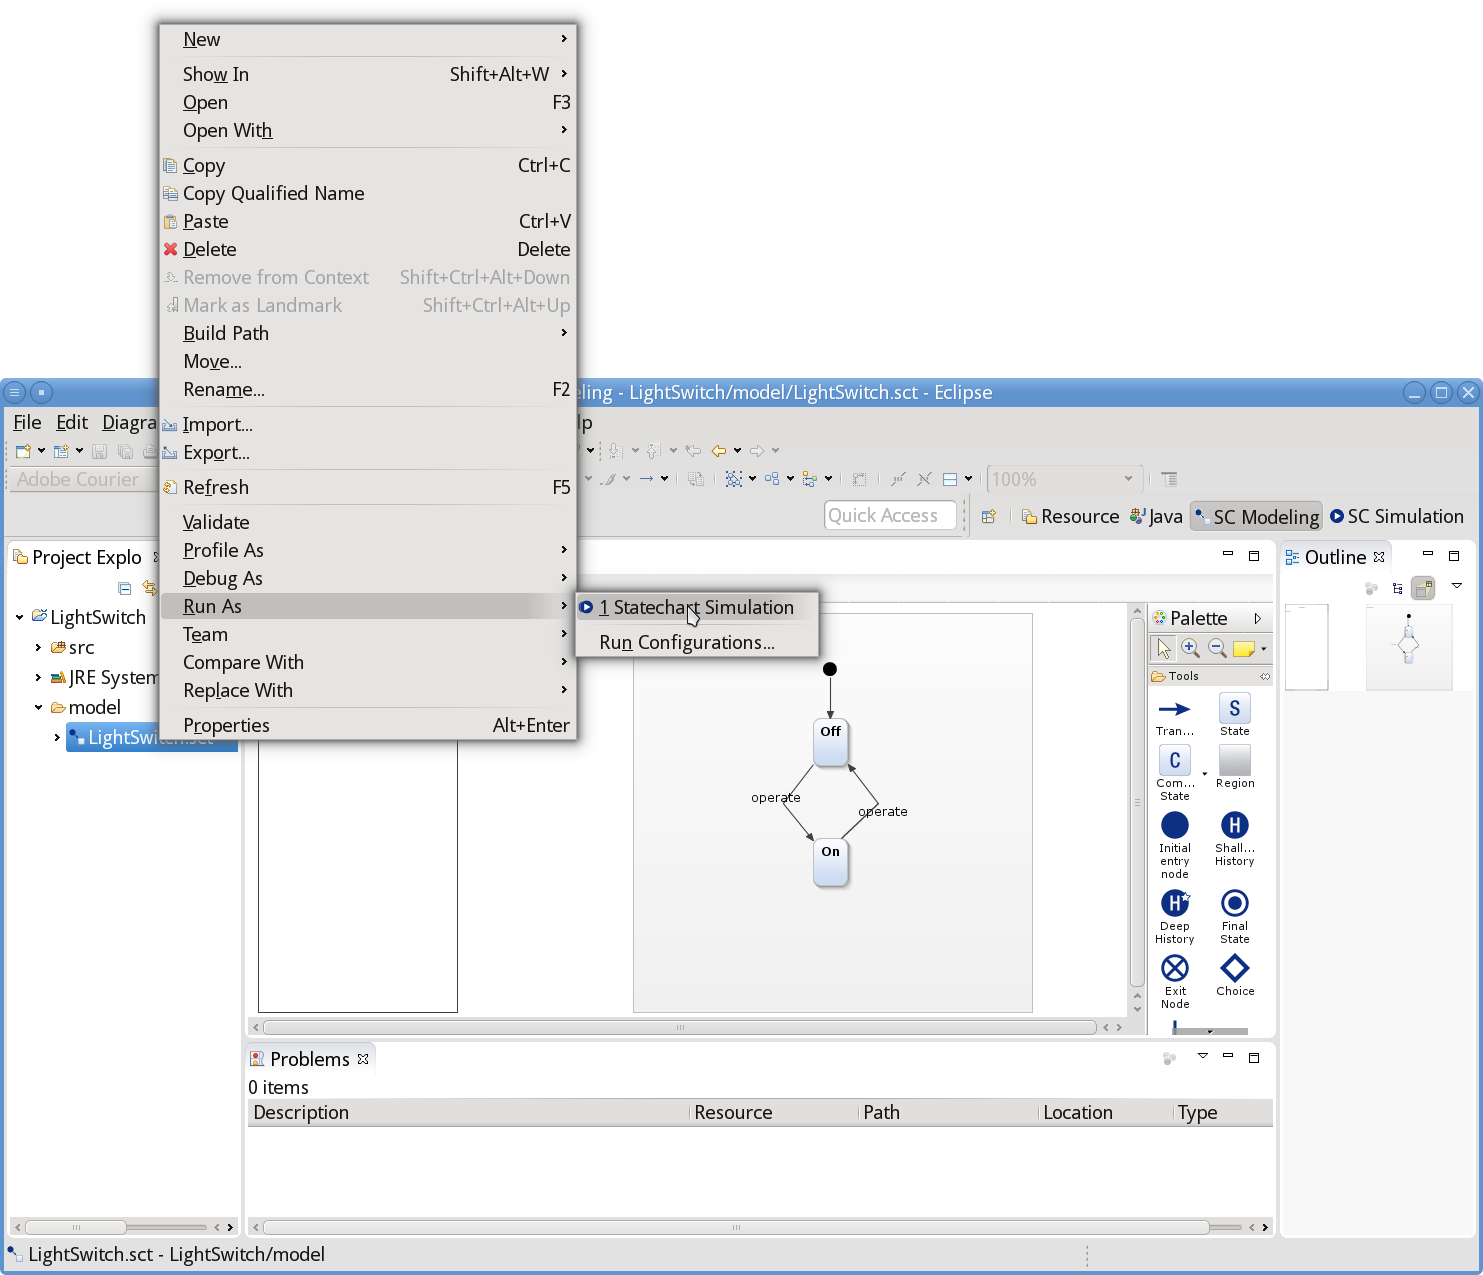 New
Show In Shift+Alt+W
Open F3
Open With
Copy Ctrl+C
Copy Qualified Name
Paste Ctrl+V
Delete Delete
Remove from Context Shift+Ctrl+Alt+Down
Mark as Landmark Shift+Ctrl+Alt+Up
Build Path
Move...
Rename... F2
Import...
Export...
Refresh F5
Validate
Profile As
Debug As
Run As
Team
Compare With
Replace With
Properties Alt+Enter
1 Statechart Simulation
Run Configurations...
eling - LightSwitch/model/LightSwitch.sct - Eclipse
File Edit Diagra lp
Adobe Courier 100%
Quick Access Resource Java SC Modeling SC Simulation
Project Explo
LightSwitch
src
JRE System
model
LightSwitch.sct
Off
operate
operate
On
Palette
Tools
Tran... State
Com... State
Region
Initial entry node
Shall... History
Deep History
Final State
Exit Node
Choice
Outline
Problems
0 items
Description Resource Path Location Type
LightSwitch.sct - LightSwitch/model